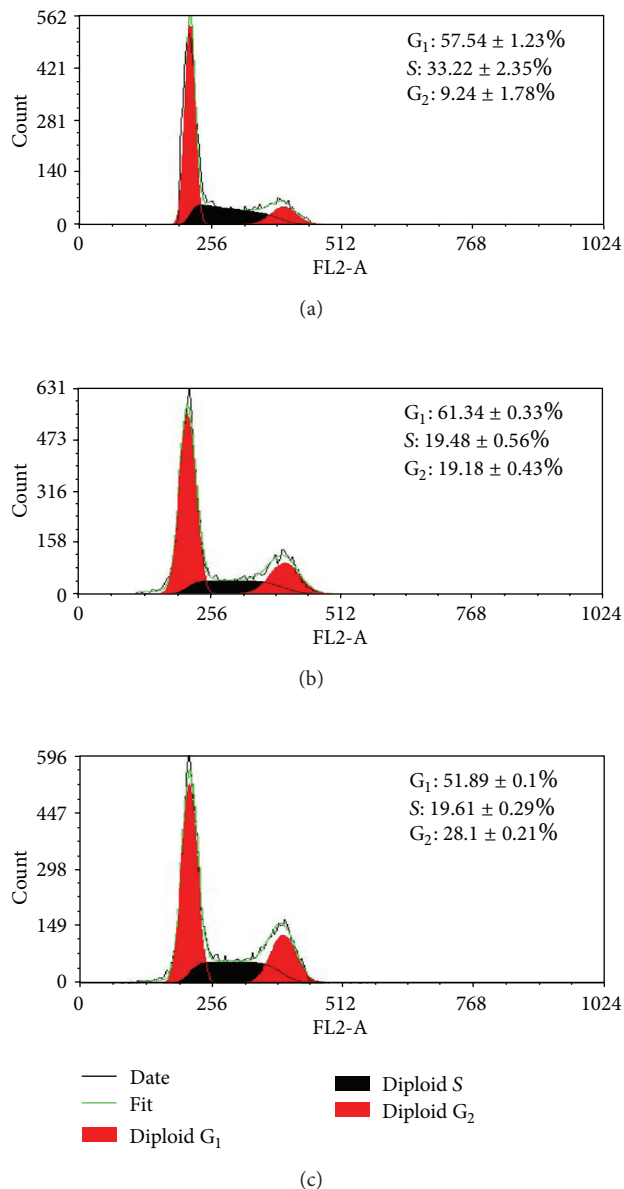 562
G₁: 57.54 ± 1.23%
S: 33.22 ± 2.35%
421
G₂: 9.24 ± 1.78%
281
Count
140
0
0 256 512 768 1024
FL2-A
(a)
631
G₁: 61.34 ± 0.33%
473
S: 19.48 ± 0.56%
G₂: 19.18 ± 0.43%
316
Count
158
0
0 256 512 768 1024
FL2-A
(b)
596
G₁: 51.89 ± 0.1%
S: 19.61 ± 0.29%
447
G₂: 28.1 ± 0.21%
298
Count
149
0
0 256 512 768 1024
FL2-A
Date
Fit
Diploid G₁
Diploid S
Diploid G₂
(c)